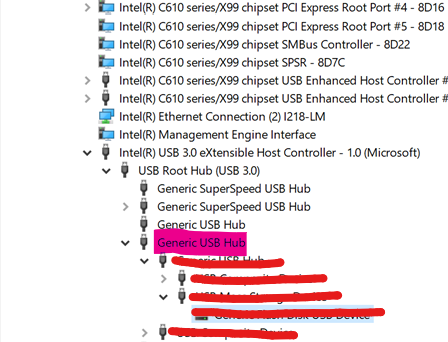 Intel(R) C610 series/X99 chipset PCI Express Root Port #4 - 8D16
Intel(R) C610 series/X99 chipset PCI Express Root Port #5 - 8D18
Intel(R) C610 series/X99 chipset SMBus Controller - 8D22
Intel(R) C610 series/X99 chipset SPSR - 8D7C
Intel(R) C610 series/X99 chipset USB Enhanced Host Controller #
Intel(R) C610 series/X99 chipset USB Enhanced Host Controller #
Intel(R) Ethernet Connection (2) I218-LM
Intel(R) Management Engine Interface
Intel(R) USB 3.0 eXtensible Host Controller - 1.0 (Microsoft)
USB Root Hub (USB 3.0)
Generic SuperSpeed USB Hub
Generic SuperSpeed USB Hub
Generic USB Hub
Generic USB Hub